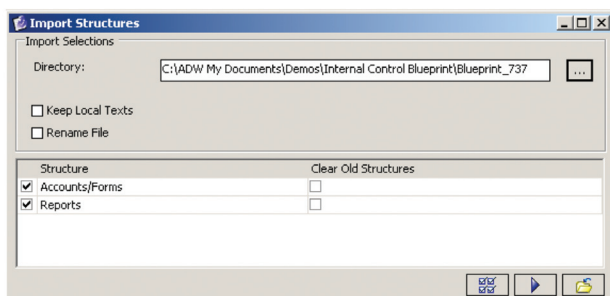 Import Structures
Import Selections
Directory:
C:\ADW My Documents\Demos\Internal Control Blueprint\Blueprint_737
...
Keep Local Texts
Rename File
Structure Clear Old Structures
Accounts/Forms
Reports